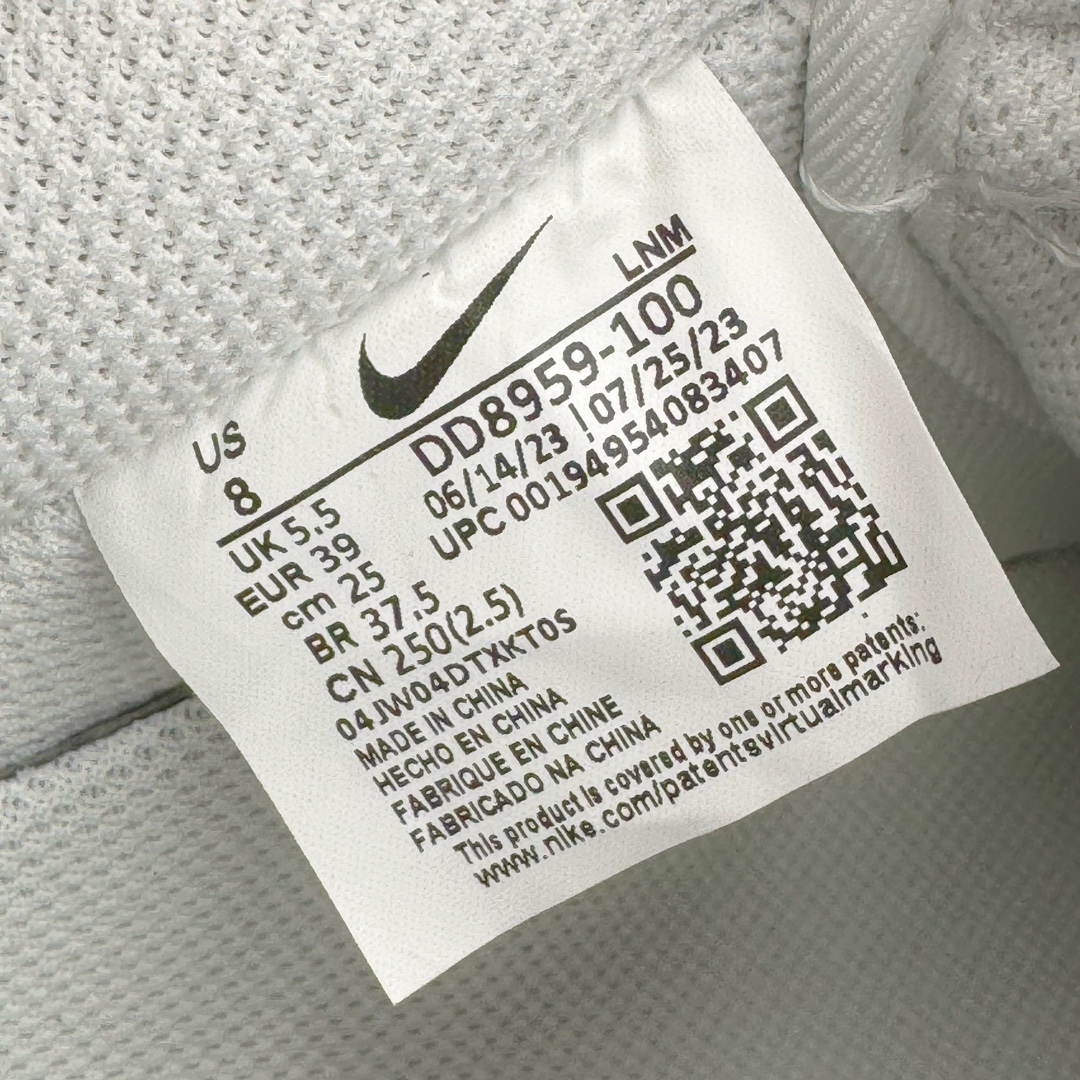 LNM
US
8
DD8959-100
06/14/23 | 07/25/23
UPC 00194954083407
UK 5.5
EUR 39
cm 25
BR 37.5
CN 250(2.5)
04JW04DTXKT0S
MADE IN CHINA
HECHO EN CHINA
FABRIQUE EN CHINE
FABRICADO NA CHINA
This product is covered by one or more patents:
www.nike.com/patentsvirtualmarking